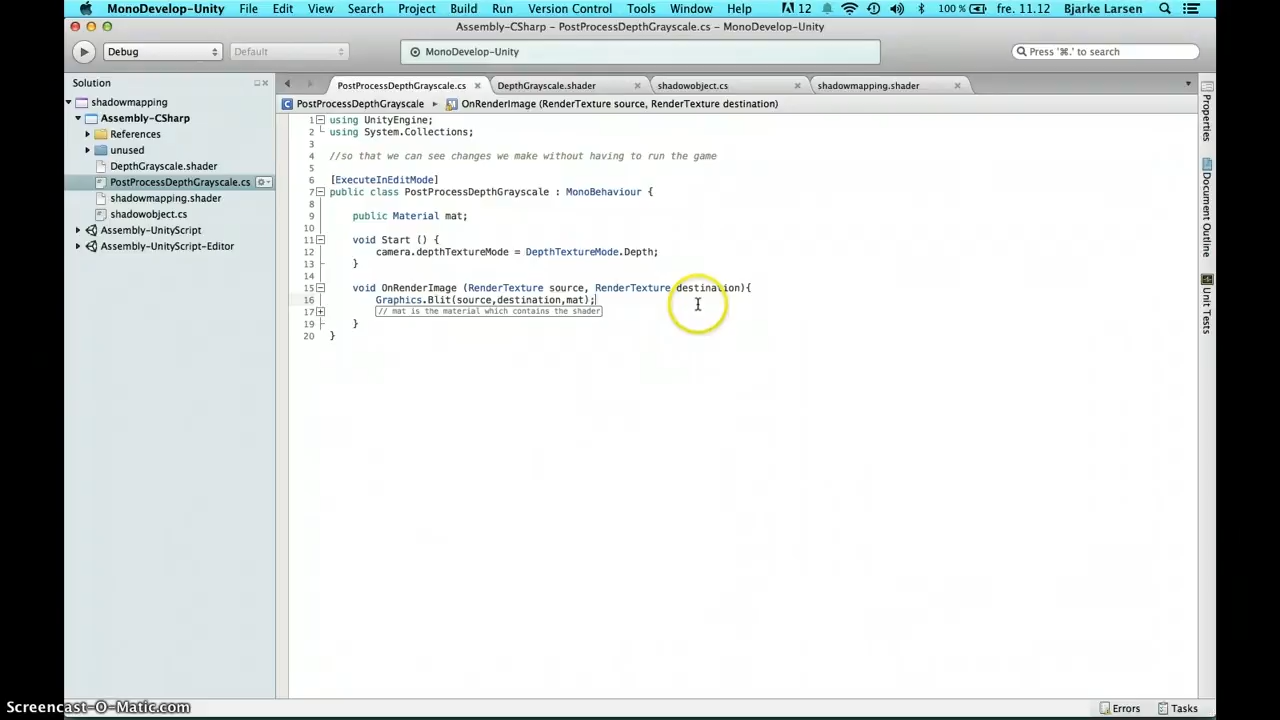 MonoDevelop-Unity File Edit View Search Project Build Run Version Control Tools Window Help 12 100 % fre. 11.12 Bjarke Larsen
Assembly-CSharp - PostProcessDepthGrayscale.cs - MonoDevelop-Unity
Debug Default MonoDevelop-Unity Press '⌘.' to search
Solution
PostProcessDepthGrayscale.cs DepthGrayscale.shader shadowobject.cs shadowmapping.shader
PostProcessDepthGrayscale OnRenderImage (RenderTexture source, RenderTexture destination)
shadowmapping
Assembly-CSharp
References
unused
DepthGrayscale.shader
PostProcessDepthGrayscale.cs
shadowmapping.shader
shadowobject.cs
Assembly-UnityScript
Assembly-UnityScript-Editor
1 using UnityEngine;
2 using System.Collections;
3
4 //so that we can see changes we make without having to run the game
5
6 [ExecuteInEditMode]
7 public class PostProcessDepthGrayscale : MonoBehaviour {
8
9 public Material mat;
10
11 void Start () {
12 camera.depthTextureMode = DepthTextureMode.Depth;
13 }
14
15 void OnRenderImage (RenderTexture source, RenderTexture destination){
16 Graphics.Blit(source,destination,mat);
17 // mat is the material which contains the shader
19 }
20 }
Properties
Document Outline
Unit Tests
Errors Tasks
Screencast-O-Matic.com